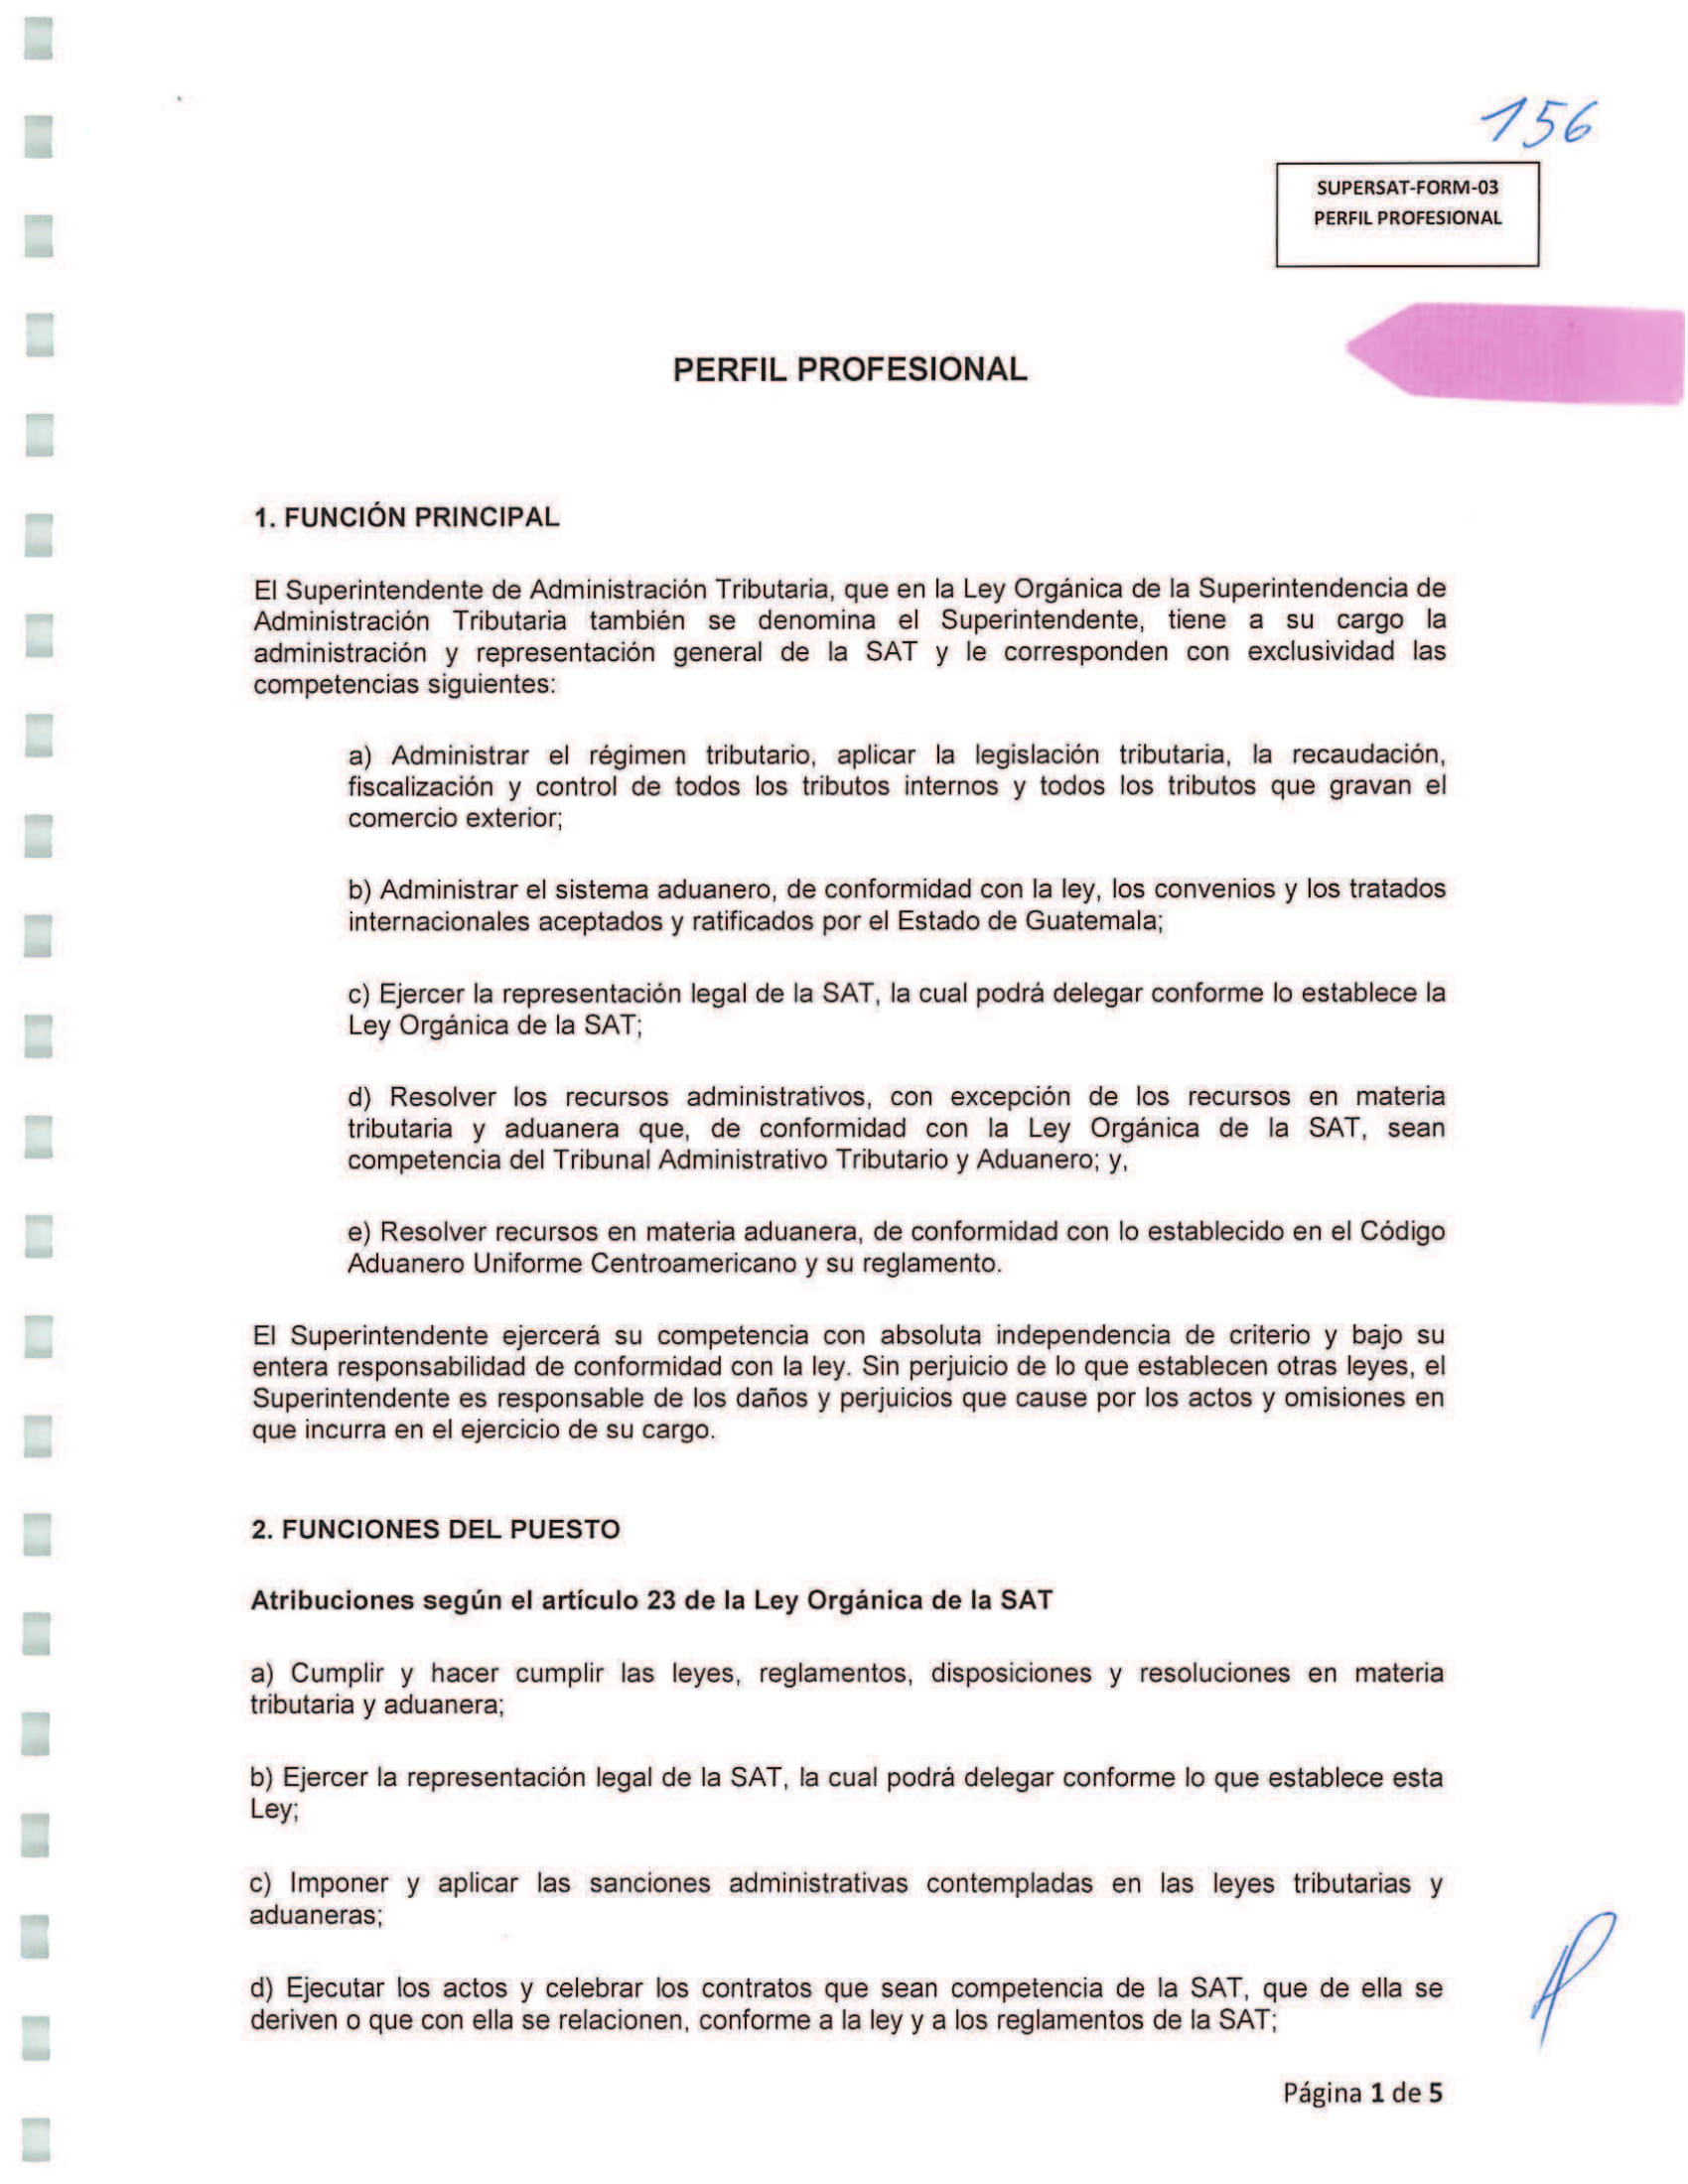 156
SUPERSAT-FORM-03
PERFIL PROFESIONAL
PERFIL PROFESIONAL
1. FUNCIÓN PRINCIPAL
El Superintendente de Administración Tributaria, que en la Ley Orgánica de la Superintendencia de
Administración Tributaria también se denomina el Superintendente, tiene a su cargo la
administración y representación general de la SAT y le corresponden con exclusividad las
competencias siguientes:
a) Administrar el régimen tributario, aplicar la legislación tributaria, la recaudación,
fiscalización y control de todos los tributos internos y todos los tributos que gravan el
comercio exterior;
b) Administrar el sistema aduanero, de conformidad con la ley, los convenios y los tratados
internacionales aceptados y ratificados por el Estado de Guatemala;
c) Ejercer la representación legal de la SAT, la cual podrá delegar conforme lo establece la
Ley Orgánica de la SAT;
d) Resolver los recursos administrativos, con excepción de los recursos en materia
tributaria y aduanera que, de conformidad con la Ley Orgánica de la SAT, sean
competencia del Tribunal Administrativo Tributario y Aduanero; y,
e) Resolver recursos en materia aduanera, de conformidad con lo establecido en el Código
Aduanero Uniforme Centroamericano y su reglamento.
El Superintendente ejercerá su competencia con absoluta independencia de criterio y bajo su
entera responsabilidad de conformidad con la ley. Sin perjuicio de lo que establecen otras leyes, el
Superintendente es responsable de los daños y perjuicios que cause por los actos y omisiones en
que incurra en el ejercicio de su cargo.
2. FUNCIONES DEL PUESTO
Atribuciones según el artículo 23 de la Ley Orgánica de la SAT
a) Cumplir y hacer cumplir las leyes, reglamentos, disposiciones y resoluciones en materia
tributaria y aduanera;
b) Ejercer la representación legal de la SAT, la cual podrá delegar conforme lo que establece esta
Ley;
c) Imponer y aplicar las sanciones administrativas contempladas en las leyes tributarias y
aduaneras;
d) Ejecutar los actos y celebrar los contratos que sean competencia de la SAT, que de ella se
deriven o que con ella se relacionen, conforme a la ley y a los reglamentos de la SAT;
Página 1 de 5